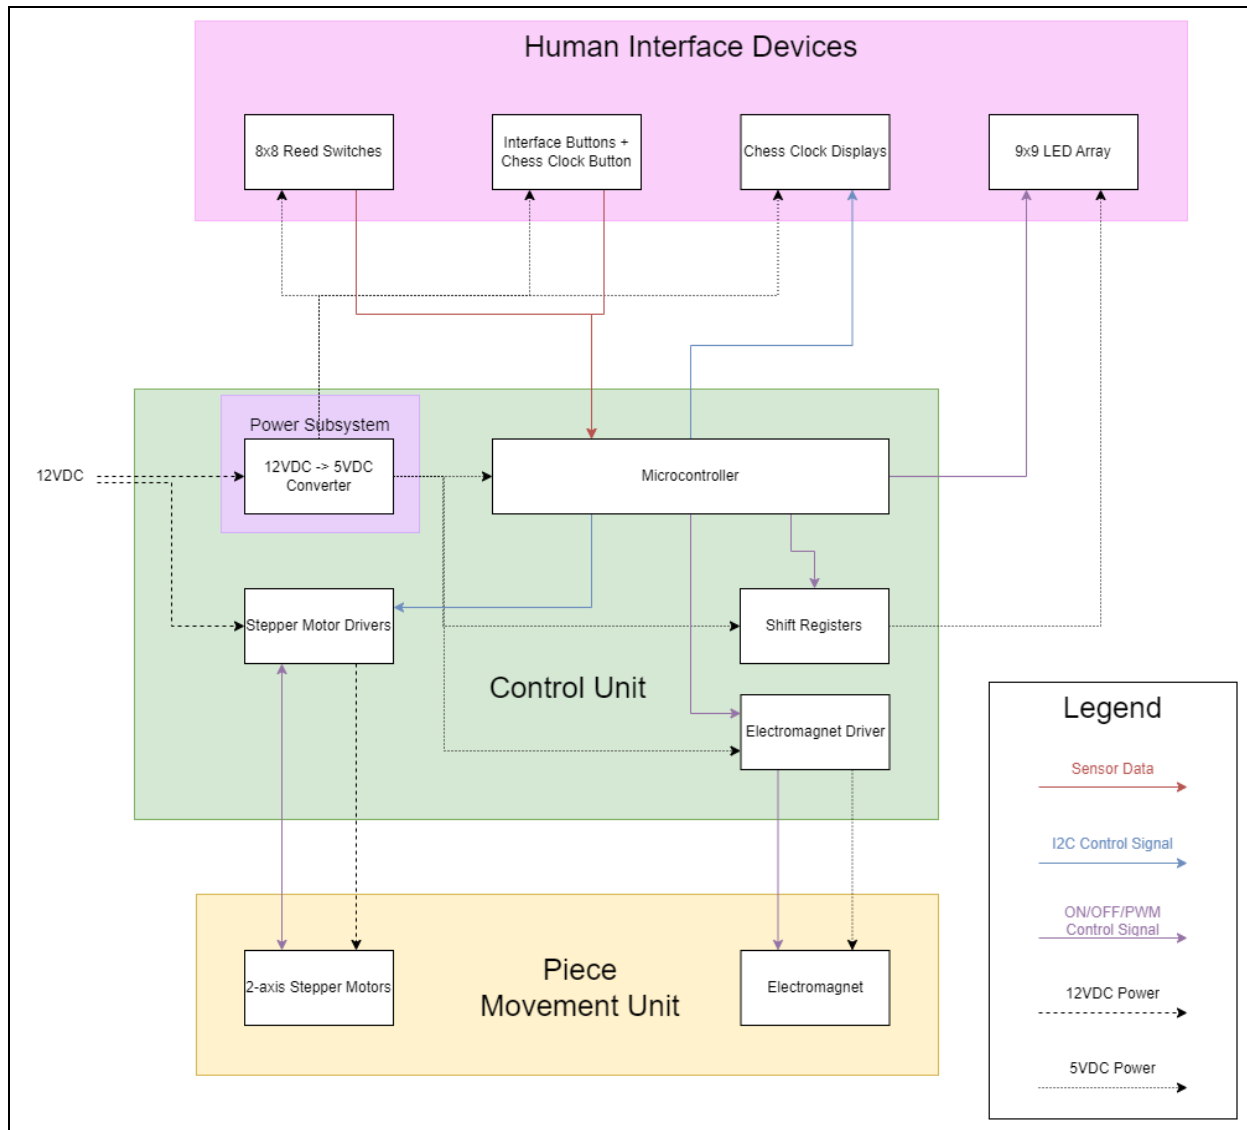 Human Interface Devices
8x8 Reed Switches
Interface Buttons +
Chess Clock Button
Chess Clock Displays
9x9 LED Array
Power Subsystem
12VDC
12VDC -> 5VDC
Converter
Microcontroller
Stepper Motor Drivers
Shift Registers
Control Unit
Electromagnet Driver
2-axis Stepper Motors
Piece
Movement Unit
Electromagnet
Legend
Sensor Data
I2C Control Signal
ON/OFF/PWM
Control Signal
12VDC Power
5VDC Power